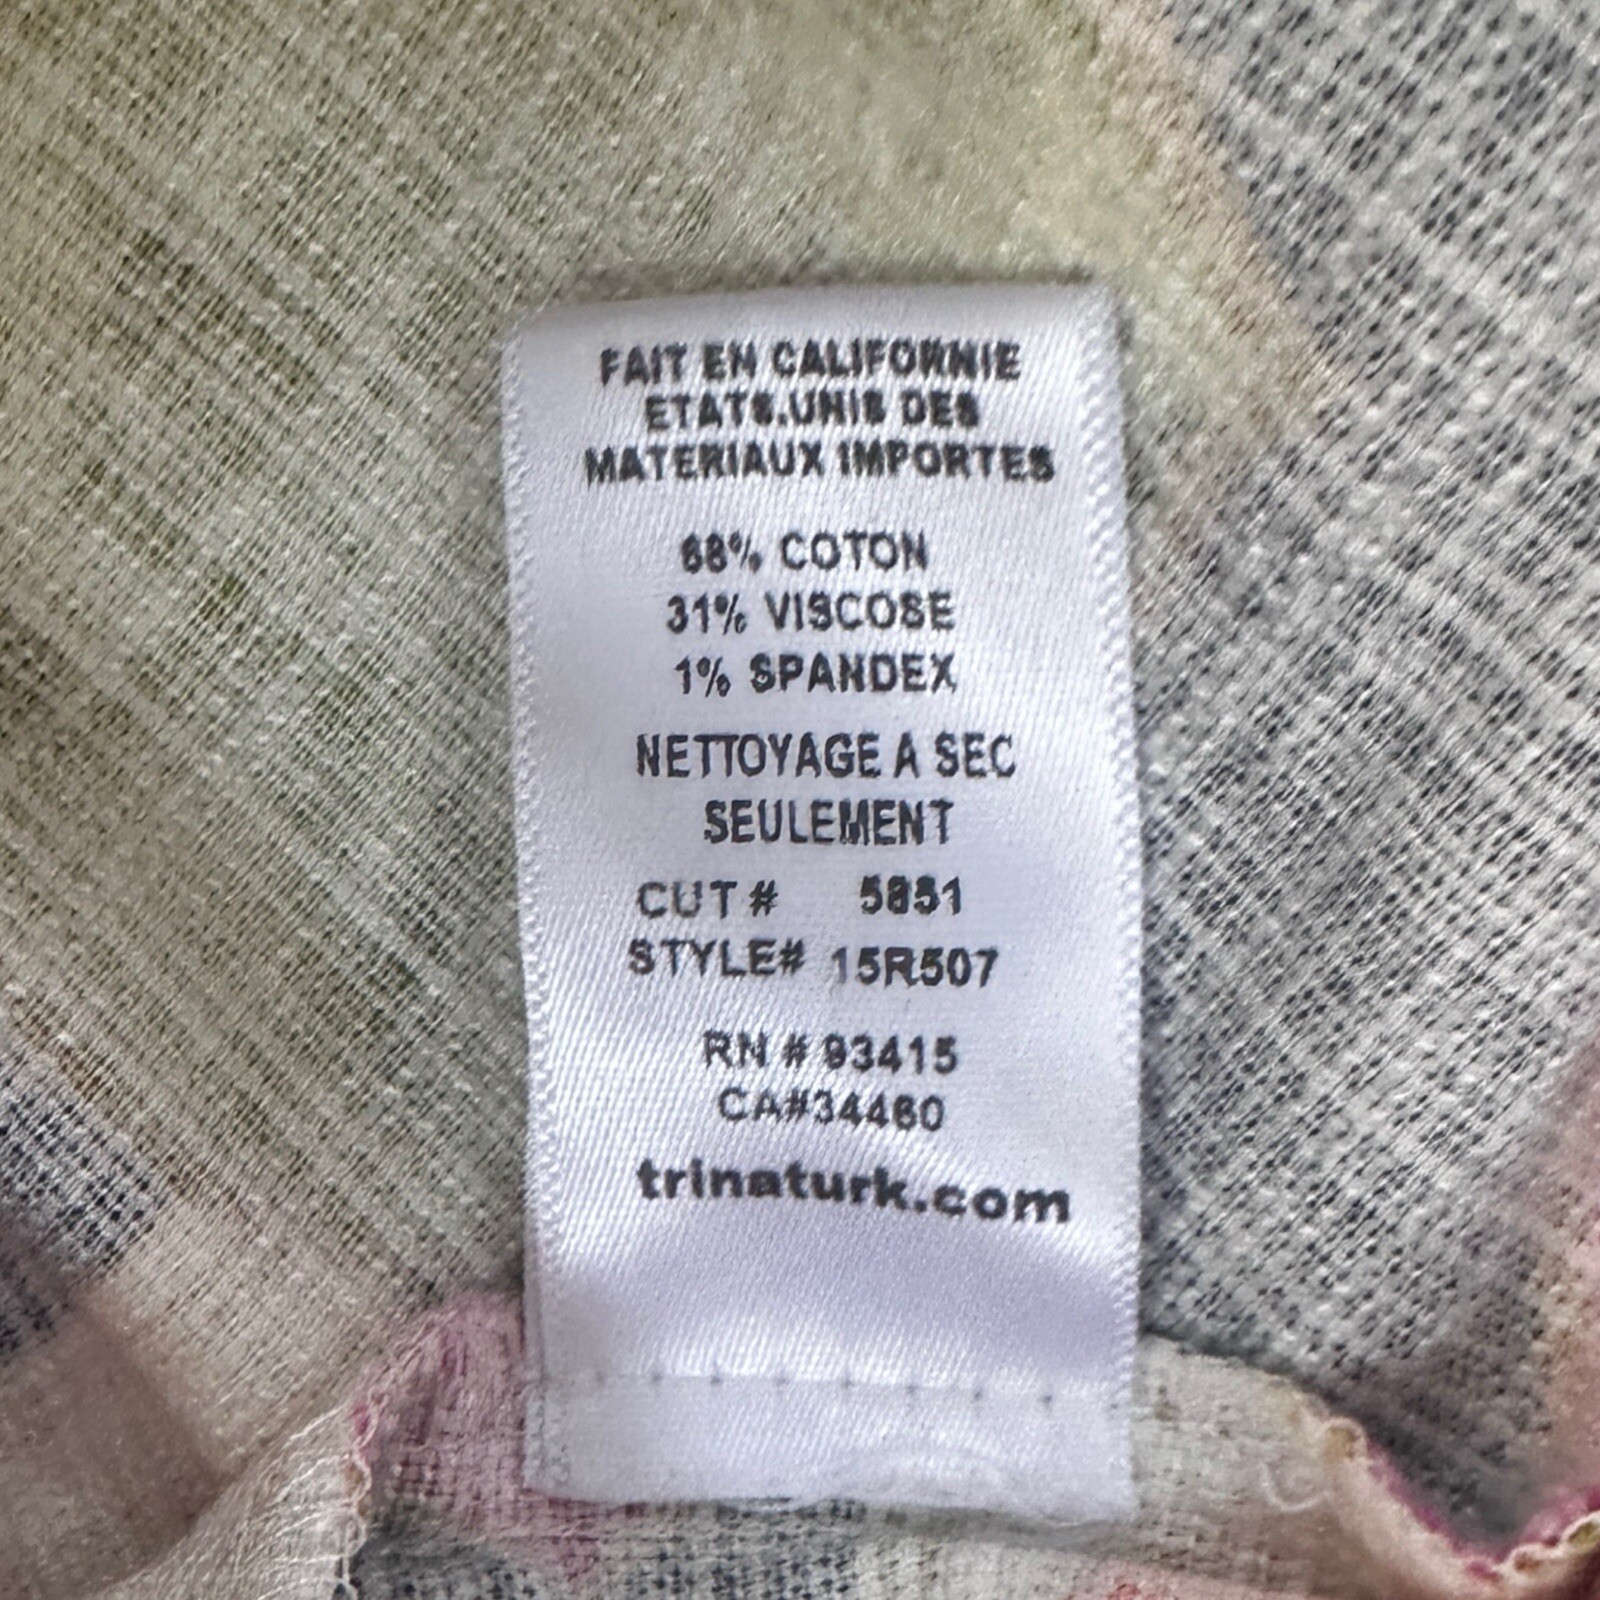 FAIT EN CALIFORNIE
ETATS.UNIS DES
MATERIAUX IMPORTES
68% COTON
31% VISCOSE
1% SPANDEX
NETTOYAGE A SEC
SEULEMENT
CUT # 5851
STYLE# 15R507
RN # 93415
CA#34460
trinaturk.com